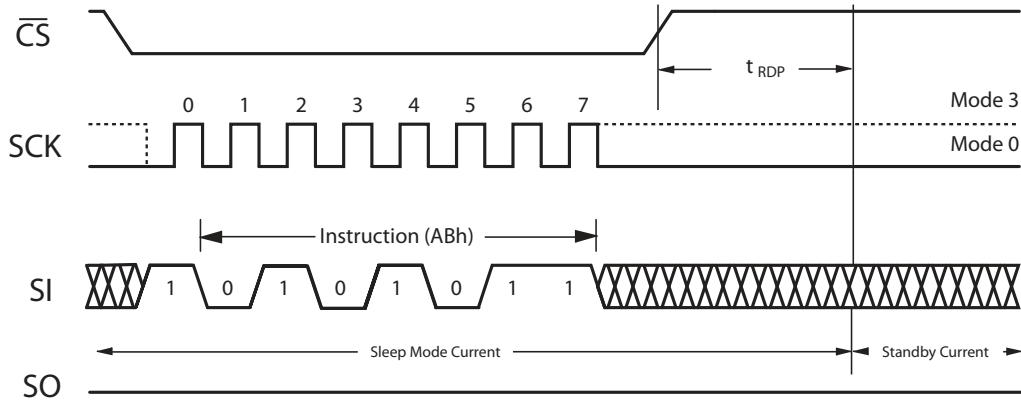 CS
t RDP
0 1 2 3 4 5 6 7
Mode 3
SCK
Mode 0
Instruction (ABh)
SI
1 0 1 0 1 0 1 1
Sleep Mode Current
Standby Current
SO